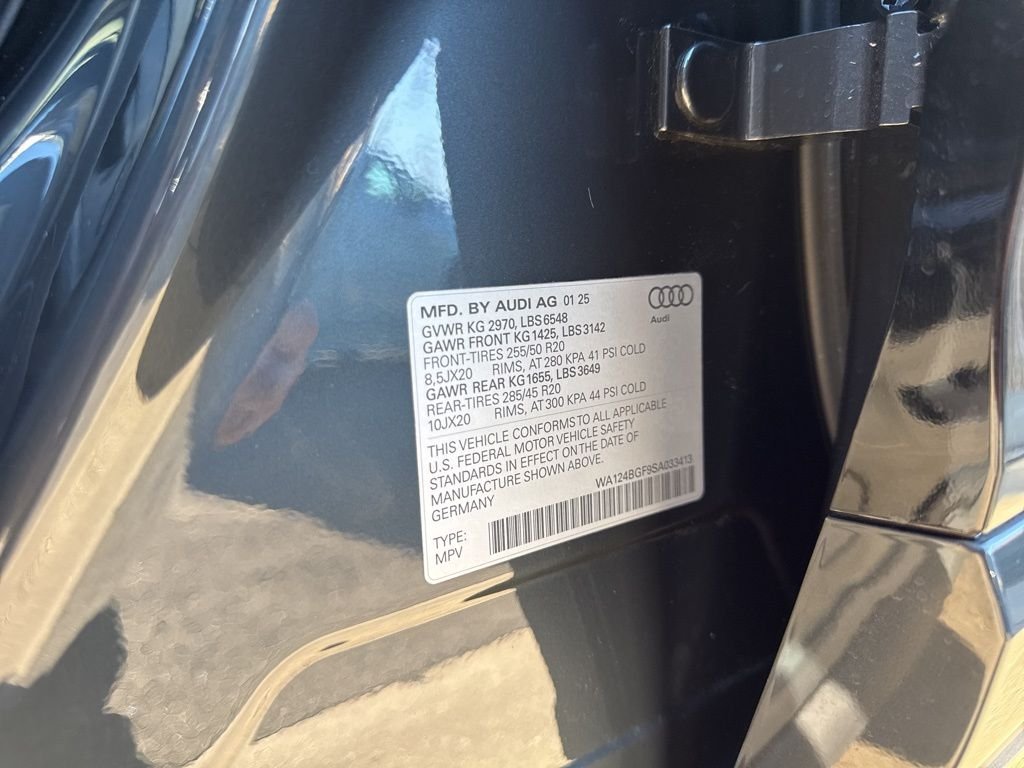 MFD. BY AUDI AG 01 25
Audi
GVWR KG 2970, LBS 6548
GAWR FRONT KG 1426, LBS 3142
FRONT-TIRES 255/50 R20
8,5JX20 RIMS, AT 280 KPA 41 PSI COLD
GAWR REAR KG 1655, LBS 3649
REAR-TIRES 285/45 R20
10JX20 RIMS, AT 300 KPA 44 PSI COLD
THIS VEHICLE CONFORMS TO ALL APPLICABLE
U.S. FEDERAL MOTOR VEHICLE SAFETY
STANDARDS IN EFFECT ON THE DATE OF
MANUFACTURE SHOWN ABOVE.
GERMANY
WA124BGF9SA033413
TYPE:
MPV